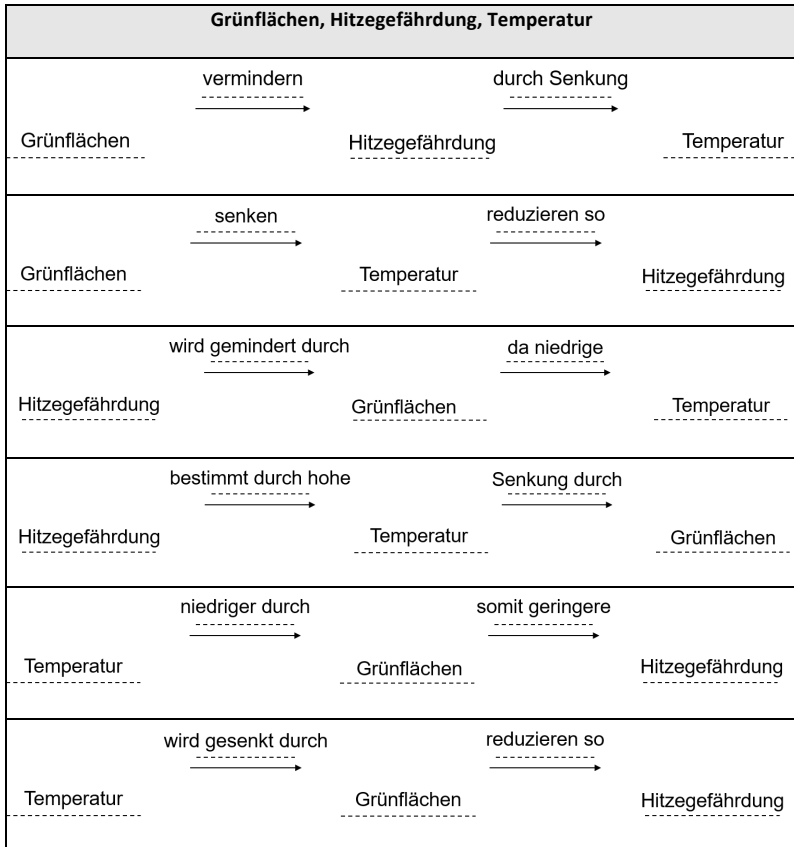 Grünflächen, Hitzegefährdung, Temperatur
vermindern durch Senkung
Grünflächen Hitzegefährdung Temperatur
senken reduzieren so
Grünflächen Temperatur Hitzegefährdung
wird gemindert durch da niedrige
Hitzegefährdung Grünflächen Temperatur
bestimmt durch hohe Senkung durch
Hitzegefährdung Temperatur Grünflächen
niedriger durch somit geringere
Temperatur Grünflächen Hitzegefährdung
wird gesenkt durch reduzieren so
Temperatur Grünflächen Hitzegefährdung